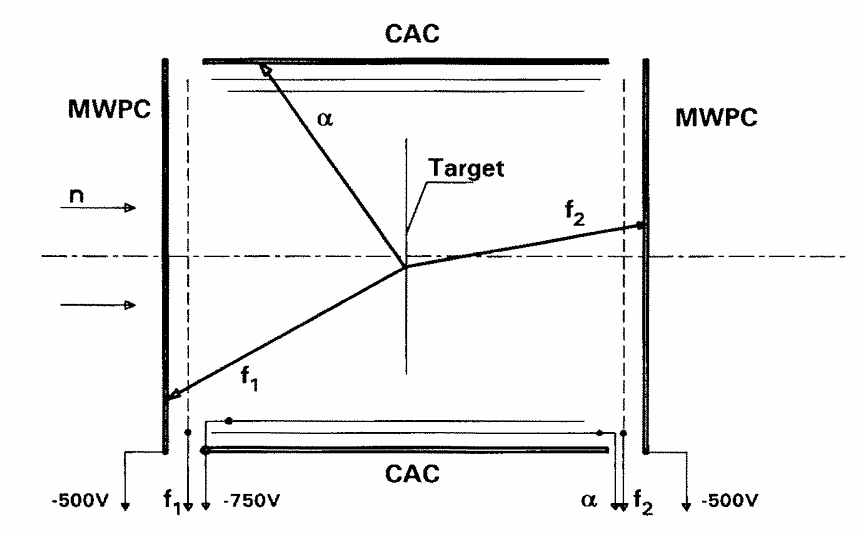 CAC
MWPC
MWPC
α
Target
n
f₂
f₁
CAC
-500V
f₁
-750V
α
f₂
-500V